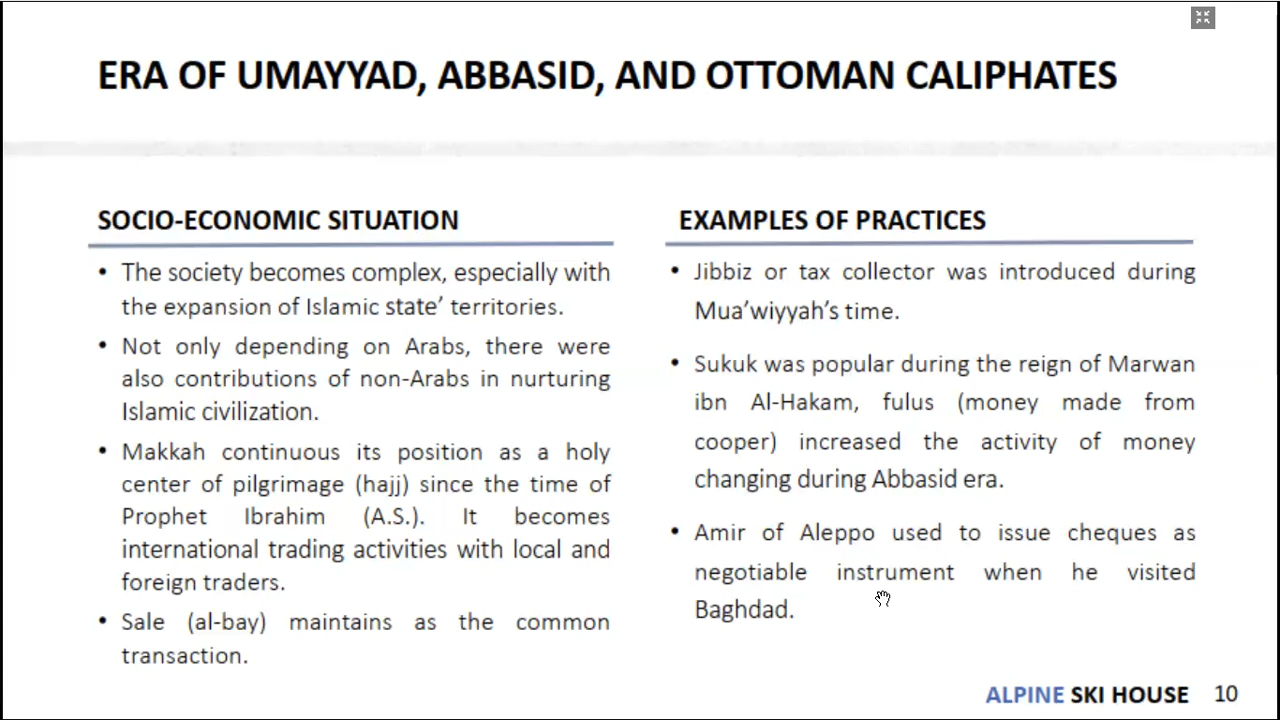 ERA OF UMAYYAD, ABBASID, AND OTTOMAN CALIPHATES
SOCIO-ECONOMIC SITUATION
• The society becomes complex, especially with
the expansion of Islamic state’ territories.
• Not only depending on Arabs, there were
also contributions of non-Arabs in nurturing
Islamic civilization.
• Makkah continuous its position as a holy
center of pilgrimage (hajj) since the time of
Prophet Ibrahim (A.S.). It becomes
international trading activities with local and
foreign traders.
• Sale (al-bay) maintains as the common
transaction.
EXAMPLES OF PRACTICES
• Jibbiz or tax collector was introduced during
Mua’wiyyah’s time.
• Sukuk was popular during the reign of Marwan
ibn Al-Hakam, fulus (money made from
cooper) increased the activity of money
changing during Abbasid era.
• Amir of Aleppo used to issue cheques as
negotiable instrument when he visited
Baghdad.
ALPINE SKI HOUSE 10